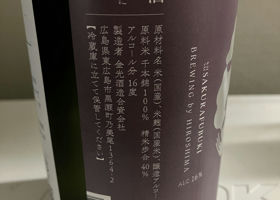 原材料名 米(国産)、米麹(国産米)、醸造アルコール
原料米 千本錦100% 精米歩合40%
アルコール分 16度
製造者 金光酒造合資会社
広島県東広島市黒瀬町乃美尾1364-2
(冷蔵庫に立てて保管してください。)
SAKURAFUBUKI
BREWING by HIROSHIMA
ALC 16%